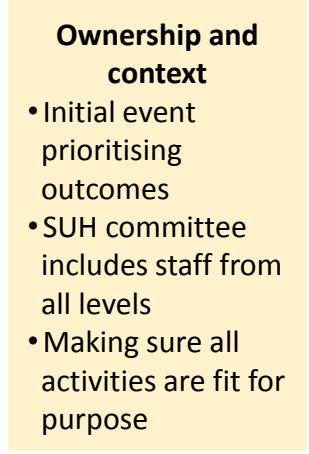 Ownership and
context
•Initial event
prioritising
outcomes
•SUH committee
includes staff from
all levels
•Making sure all
activities are fit for
purpose